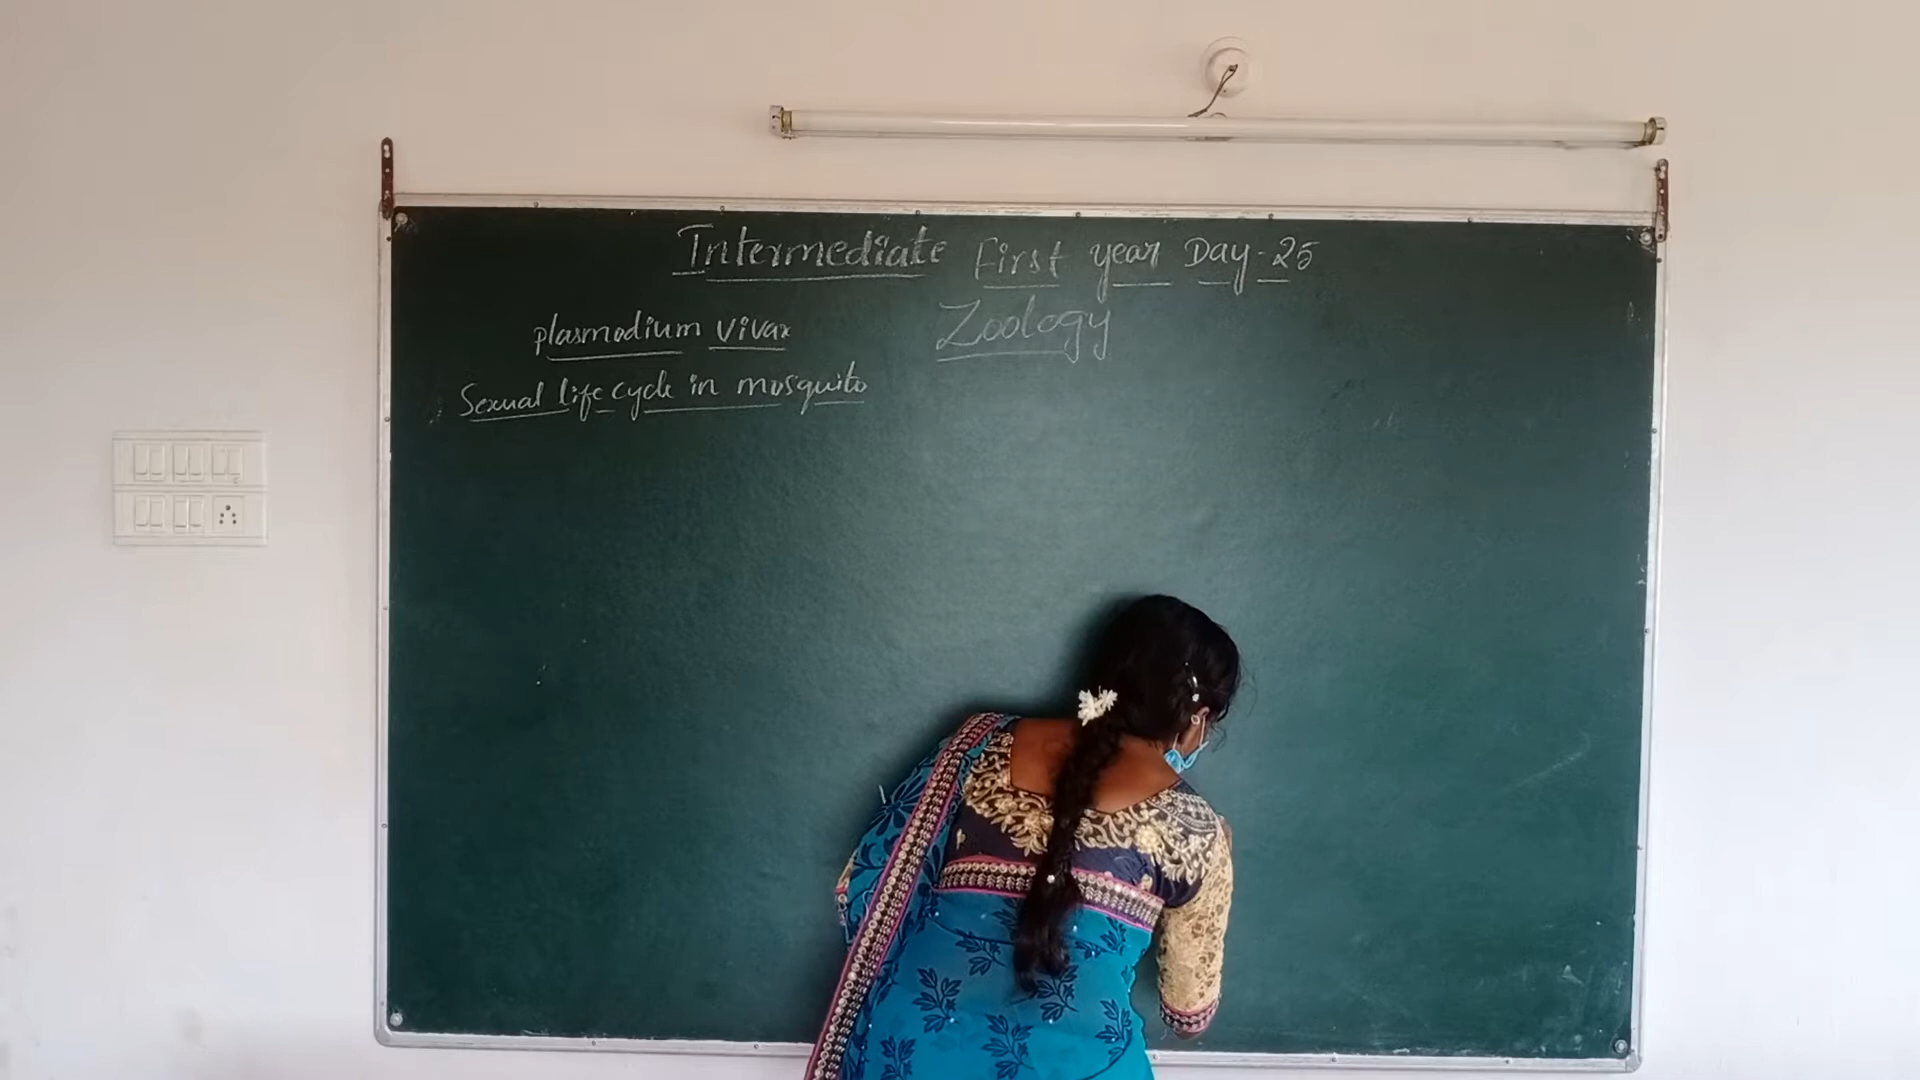 Intermediate First year Day-25
Zoology
plasmodium vivax
Sexual life cycle in mosquito